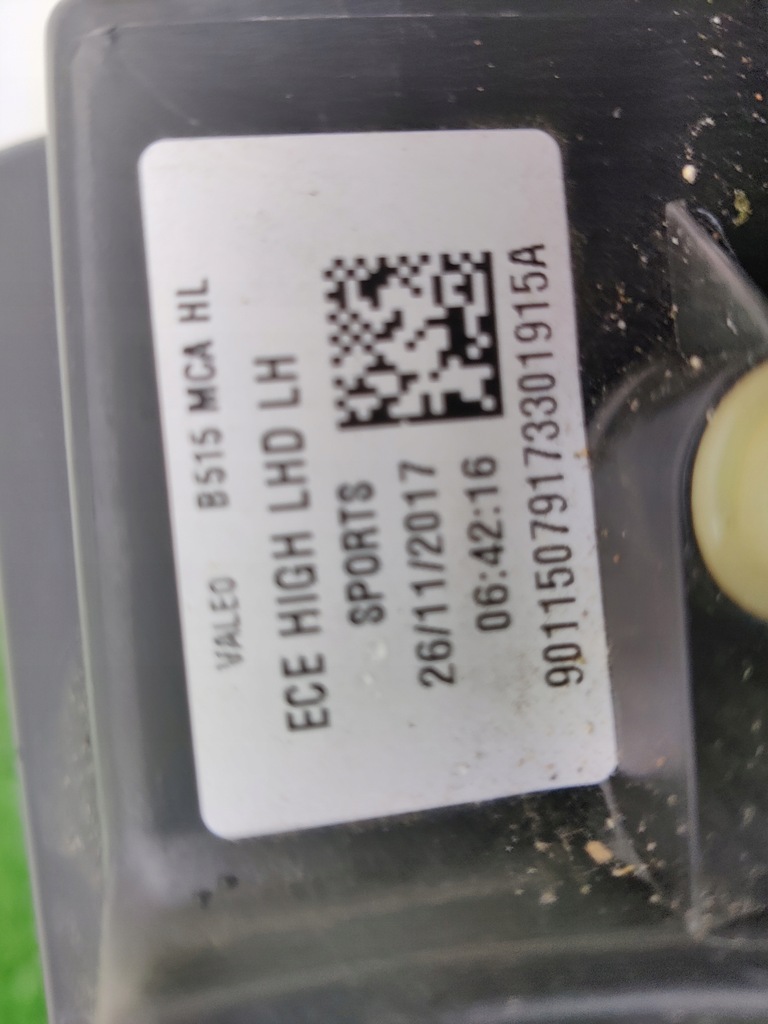 VALEO B515 MCA HL
ECE HIGH LHD LH
SPORTS
26/11/2017
06:42:16
90115079173301915A